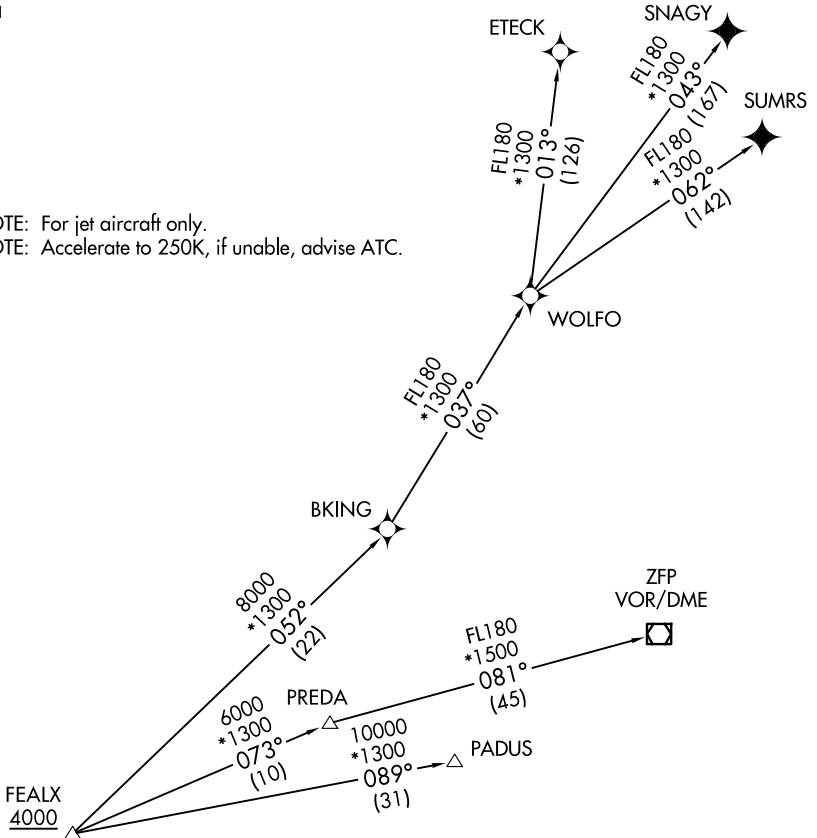 SNAGY
ETECK
FL180
*1300
043°
(167)
SUMRS
FL180
*1300
013°
(126)
FL180
*1300
062°
(142)
OTE: For jet aircraft only.
OTE: Accelerate to 250K, if unable, advise ATC.
WOLFO
FL180
*1300
037°
(60)
BKING
8000
*1300
052°
(22)
ZFP
VOR/DME
FL180
*1500
081°
(45)
PREDA
6000
*1300
073°
(10)
10000
*1300
089°
(31)
PADUS
FEALX
4000